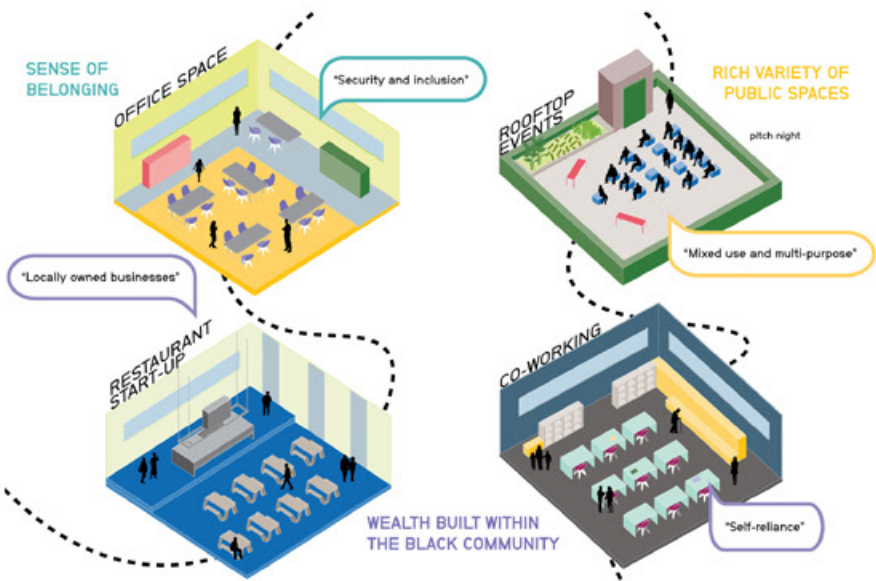 SENSE OF
BELONGING
OFFICE SPACE
"Security and inclusion"
ROOFTOP
EVENTS
RICH VARIETY OF
PUBLIC SPACES
pitch night
"Mixed use and multi-purpose"
"Locally owned businesses"
RESTAURANT
START-UP
CO-WORKING
WEALTH BUILT WITHIN
THE BLACK COMMUNITY
"Self-reliance"